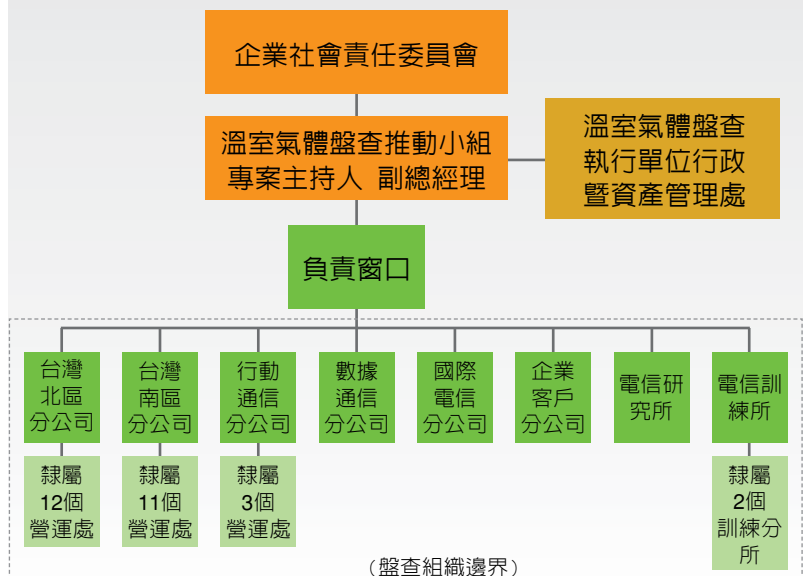 企業社會責任委員會
溫室氣體盤查推動小組
專案主持人 副總經理
溫室氣體盤查
執行單位行政
暨資產管理處
負責窗口
台灣
北區
分公司
台灣
南區
分公司
行動
通信
分公司
數據
通信
分公司
國際
電信
分公司
企業
客戶
分公司
電信研
究所
電信訓
練所
隸屬
12個
營運處
隸屬
11個
營運處
隸屬
3個
營運處
隸屬
2個
訓練分
所
（盤查組織邊界）